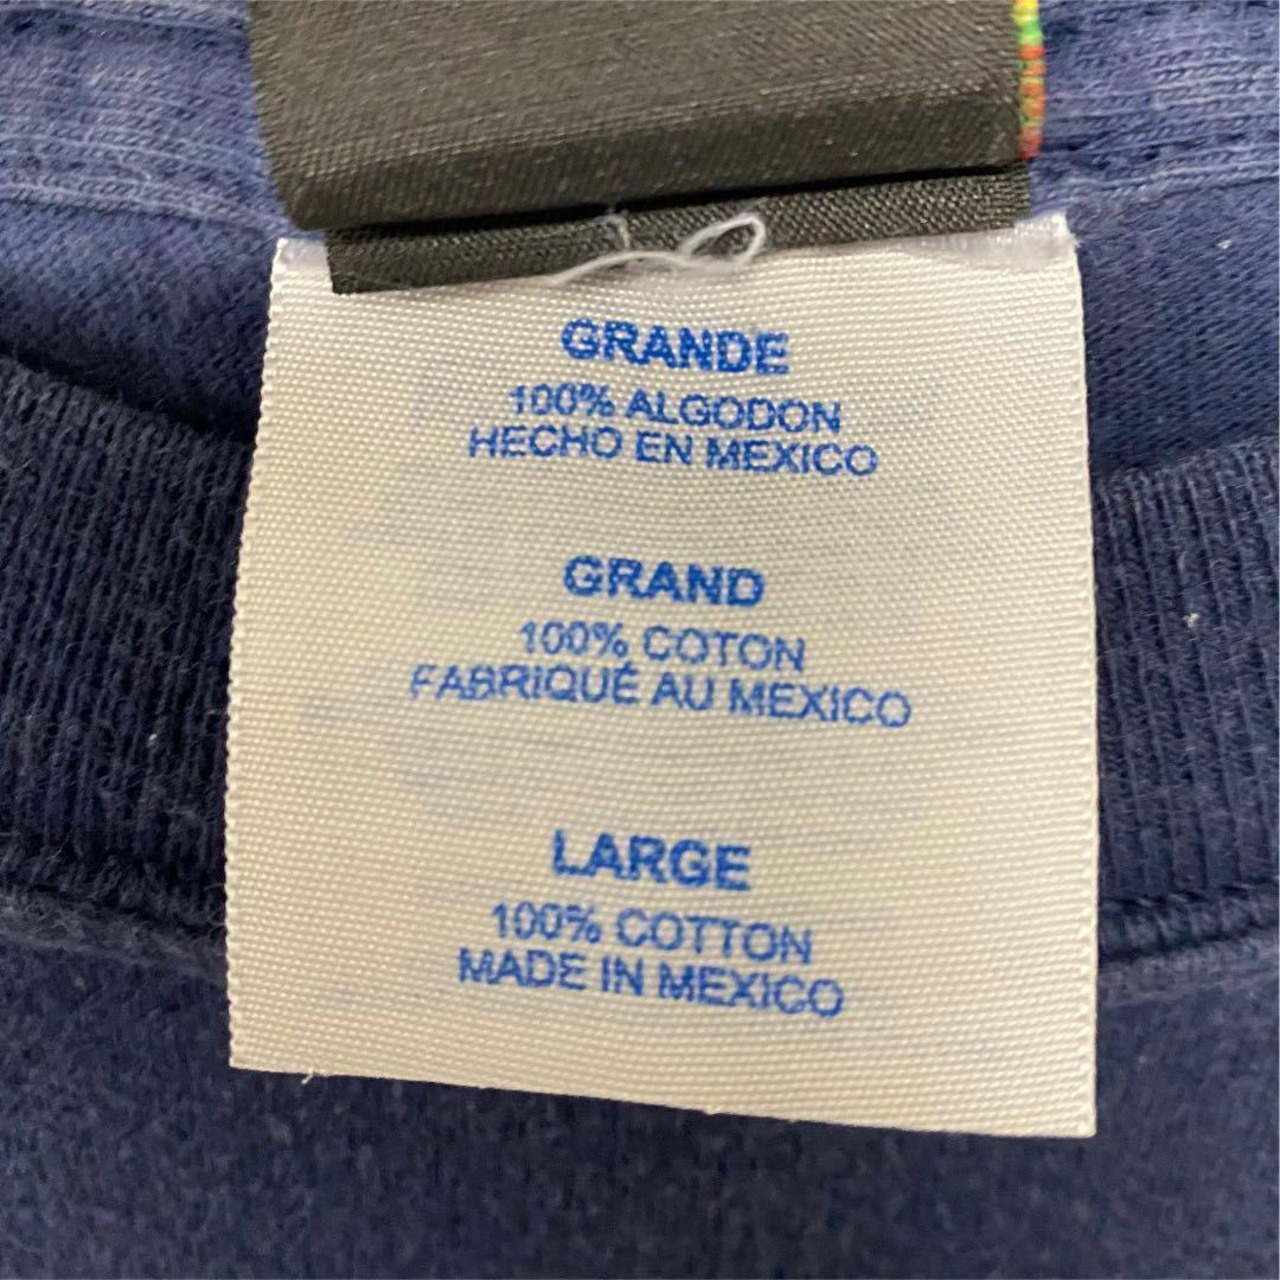 GRANDE
100% ALGODON
HECHO EN MEXICO
GRAND
100% COTON
FABRIQUÉ AU MEXICO
LARGE
100% COTTON
MADE IN MEXICO